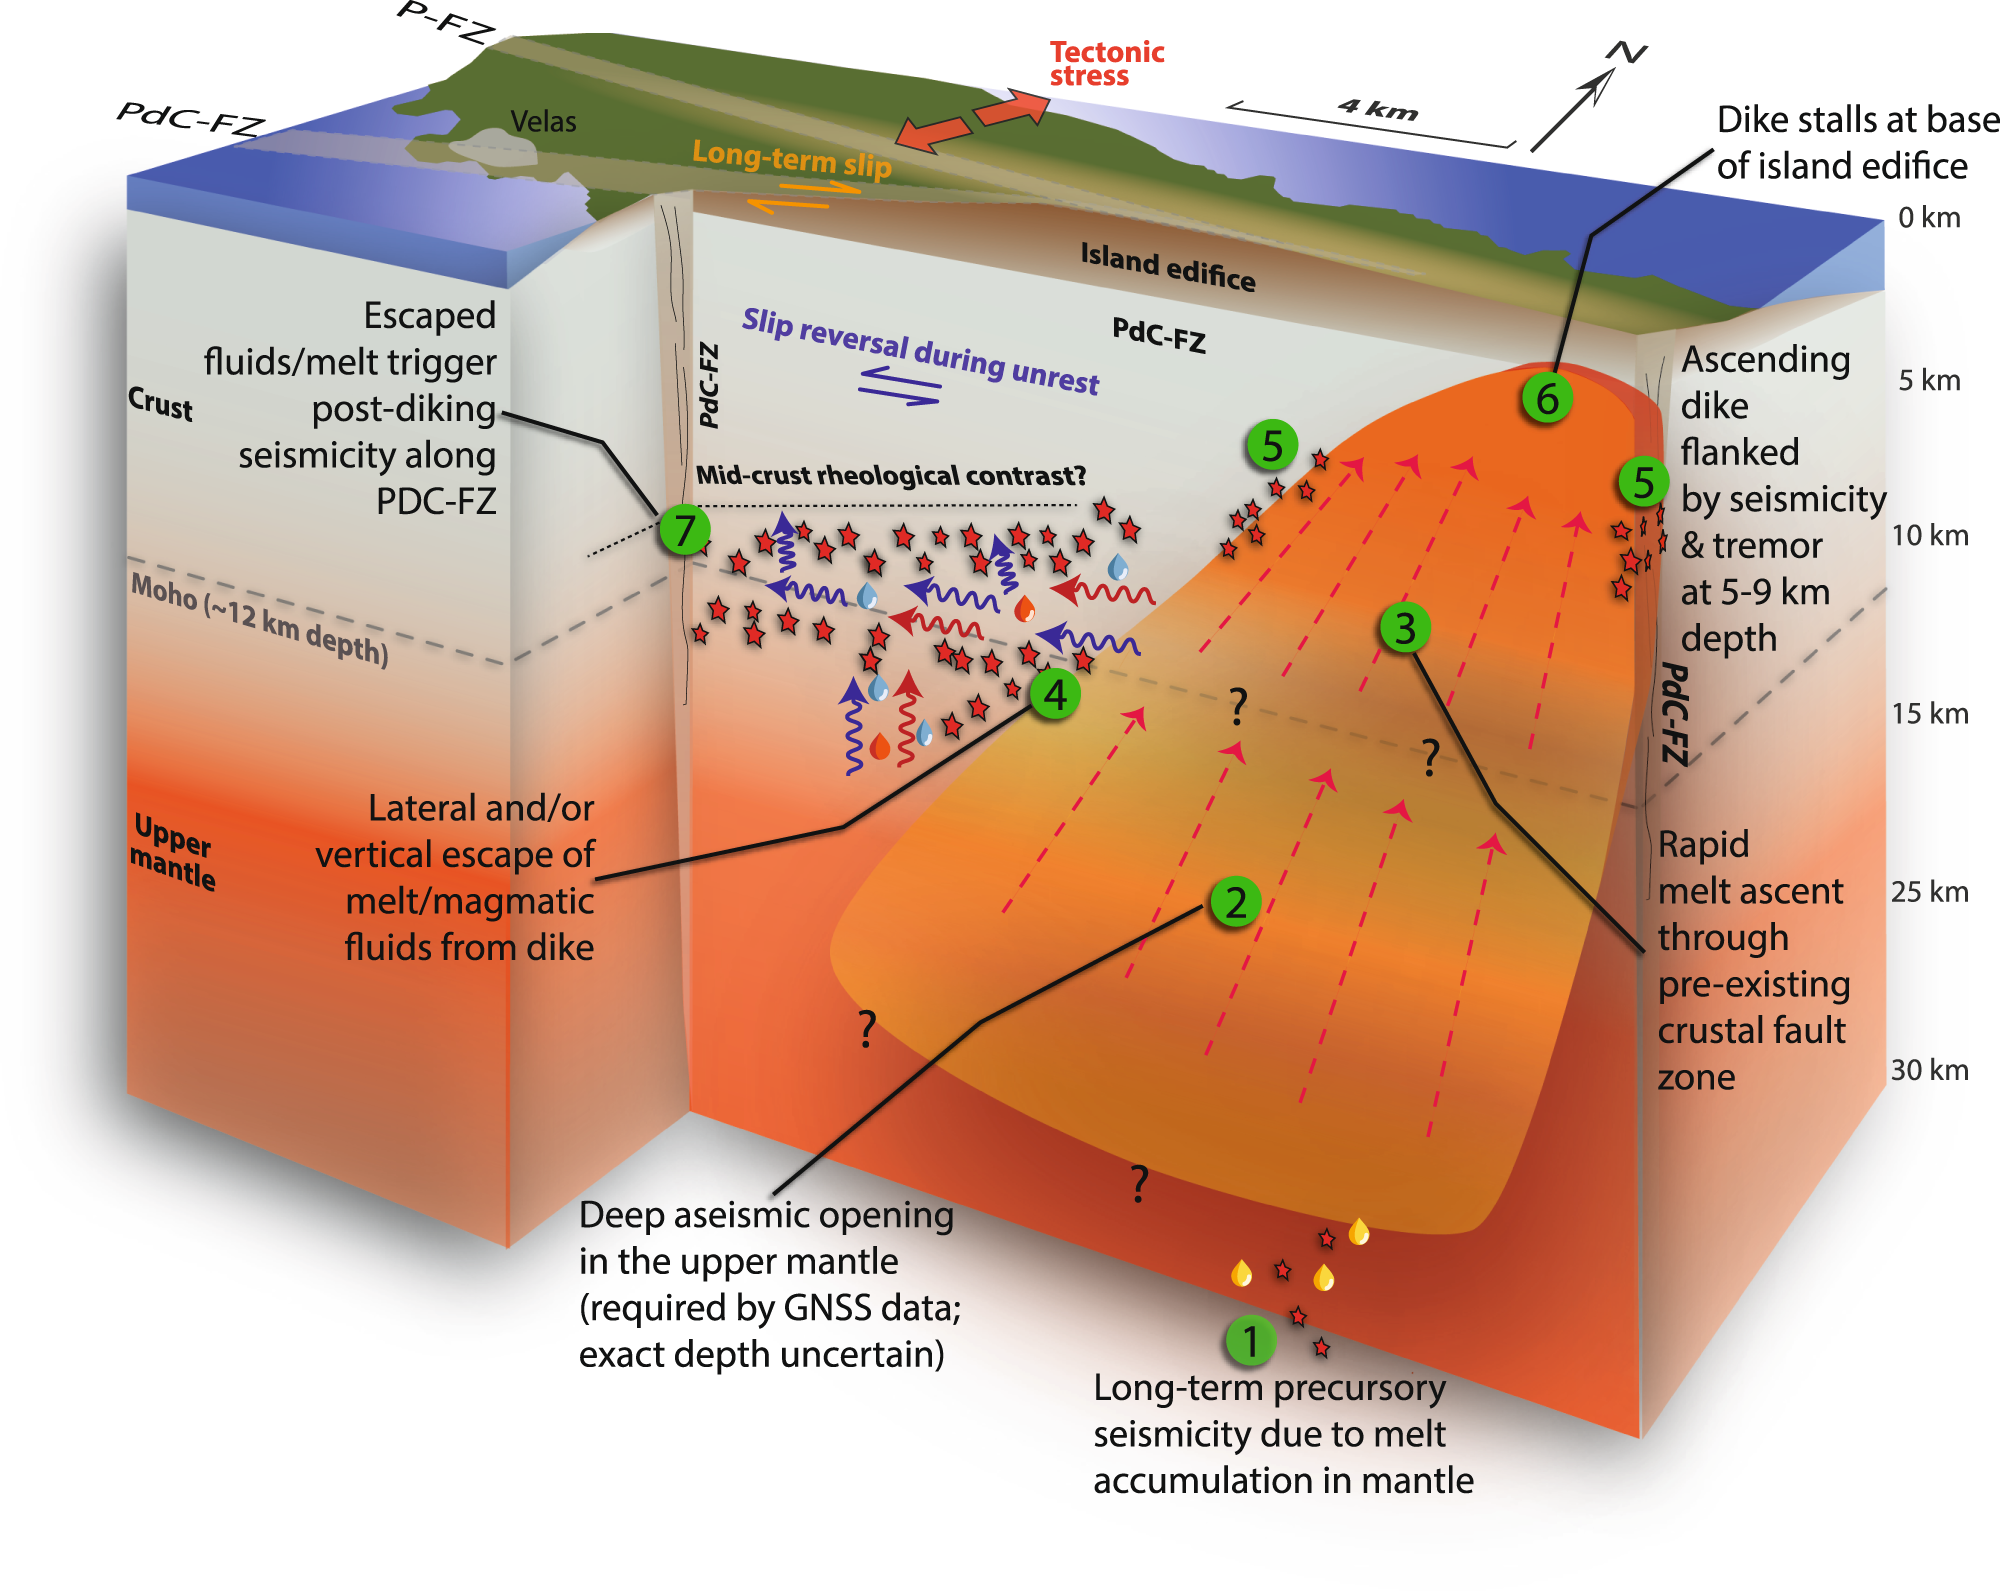 P-FZ
PdC-FZ
Velas
Tectonic
stress
Long-term slip
4 km
N
Dike stalls at base
of island edifice
0 km
5 km
10 km
15 km
25 km
30 km
Island edifice
PdC-FZ
Slip reversal during unrest
PdC-FZ
Mid-crust rheological contrast?
Escaped
fluids/melt trigger
post-diking
seismicity along
PDC-FZ
Crust
Moho (~12 km depth)
Upper
mantle
Ascending
dike
flanked
by seismicity
& tremor
at 5-9 km
depth
PdC-FZ
5
6
5
7
3
4
2
1
?
?
?
?
Lateral and/or
vertical escape of
melt/magmatic
fluids from dike
Rapid
melt ascent
through
pre-existing
crustal fault
zone
Deep aseismic opening
in the upper mantle
(required by GNSS data;
exact depth uncertain)
Long-term precursory
seismicity due to melt
accumulation in mantle